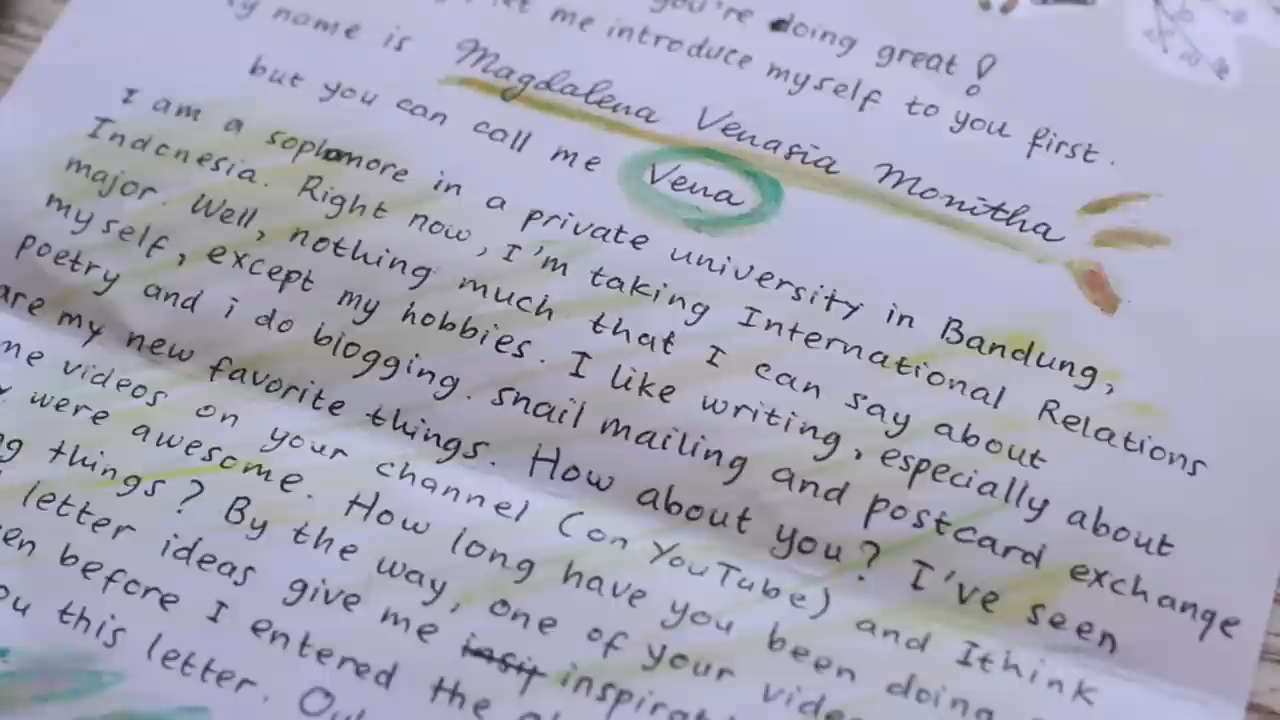 you're doing great!
let me introduce myself to you first.
name is Magdalena Venasia Monitha
but you can call me Vena
I am a sophomore in a private university in Bandung,
Indonesia. Right now, I'm taking International Relations
major. Well, nothing much that I can say about
myself, except my hobbies. I like writing, especially about
poetry and i do blogging. snail mailing and postcard exchange
are my new favorite things. How about you? I've seen
videos on your channel (on YouTube) and Ithink
were awesome. How long have you been doing
things? By the way, one of your
letter ideas give me inspirat
before I entered the
this letter.